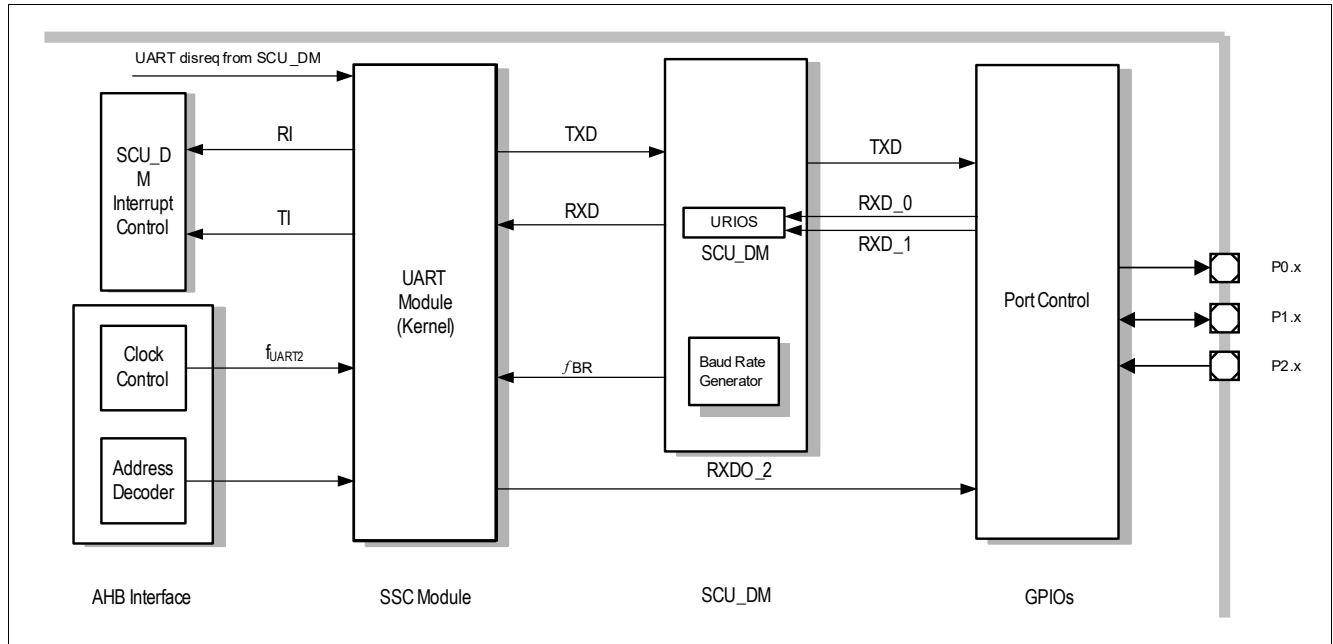 UART disreq from SCU_DM
SCU_D
M
Interrupt
Control
RI
TI
Clock
Control
fUART2
Address
Decoder
UART
Module
(Kernel)
TXD
RXD
fBR
URIOS
SCU_DM
Baud Rate
Generator
RXDO_2
TXD
RXD_0
RXD_1
Port Control
P0.x
P1.x
P2.x
AHB Interface
SSC Module
SCU_DM
GPIOs